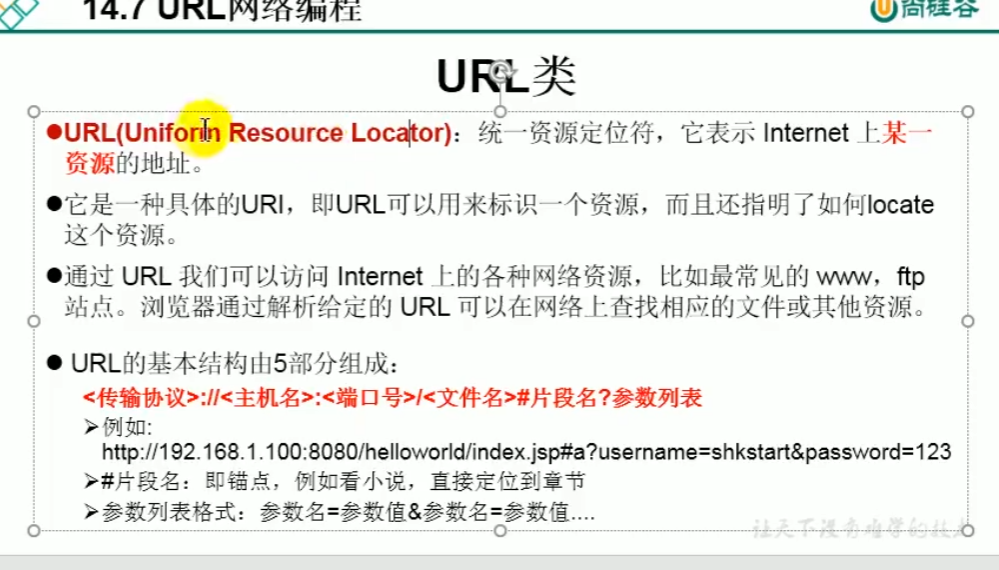 14.7 URL网络编程
尚硅谷
URL类
●URL(Uniform Resource Locator)：统一资源定位符，它表示 Internet 上某一
资源的地址。
●它是一种具体的URI，即URL可以用来标识一个资源，而且还指明了如何locate
这个资源。
●通过 URL 我们可以访问 Internet 上的各种网络资源，比如最常见的 www，ftp
站点。浏览器通过解析给定的 URL 可以在网络上查找相应的文件或其他资源。
● URL的基本结构由5部分组成：
<传输协议>://<主机名>:<端口号>/<文件名>#片段名?参数列表
➢例如:
http://192.168.1.100:8080/helloworld/index.jsp#a?username=shkstart&password=123
➢#片段名：即锚点，例如看小说，直接定位到章节
➢参数列表格式：参数名=参数值&参数名=参数值....
让天下没有难学的技术